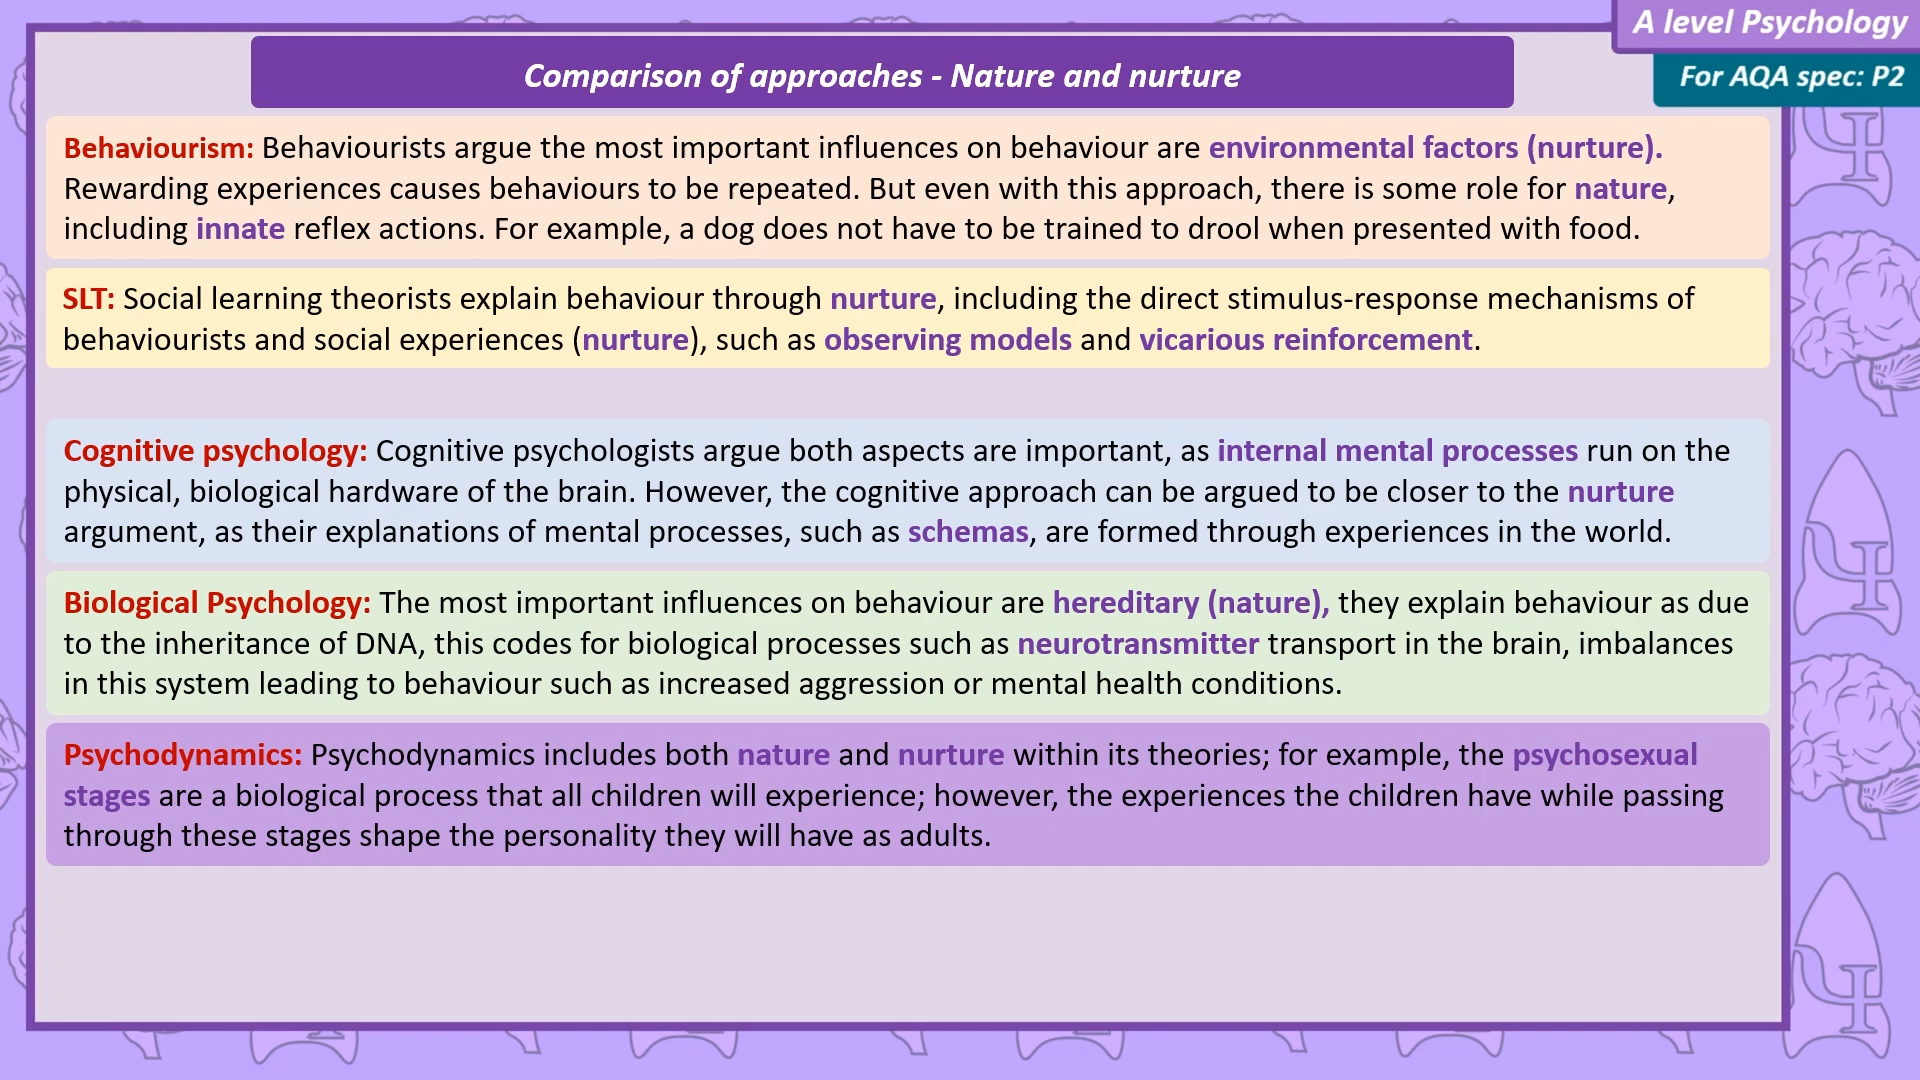 A level Psychology
For AQA spec: P2
Comparison of approaches - Nature and nurture
Behaviourism: Behaviourists argue the most important influences on behaviour are environmental factors (nurture).
Rewarding experiences causes behaviours to be repeated. But even with this approach, there is some role for nature,
including innate reflex actions. For example, a dog does not have to be trained to drool when presented with food.
SLT: Social learning theorists explain behaviour through nurture, including the direct stimulus-response mechanisms of
behaviourists and social experiences (nurture), such as observing models and vicarious reinforcement.
Cognitive psychology: Cognitive psychologists argue both aspects are important, as internal mental processes run on the
physical, biological hardware of the brain. However, the cognitive approach can be argued to be closer to the nurture
argument, as their explanations of mental processes, such as schemas, are formed through experiences in the world.
Biological Psychology: The most important influences on behaviour are hereditary (nature), they explain behaviour as due
to the inheritance of DNA, this codes for biological processes such as neurotransmitter transport in the brain, imbalances
in this system leading to behaviour such as increased aggression or mental health conditions.
Psychodynamics: Psychodynamics includes both nature and nurture within its theories; for example, the psychosexual
stages are a biological process that all children will experience; however, the experiences the children have while passing
through these stages shape the personality they will have as adults.